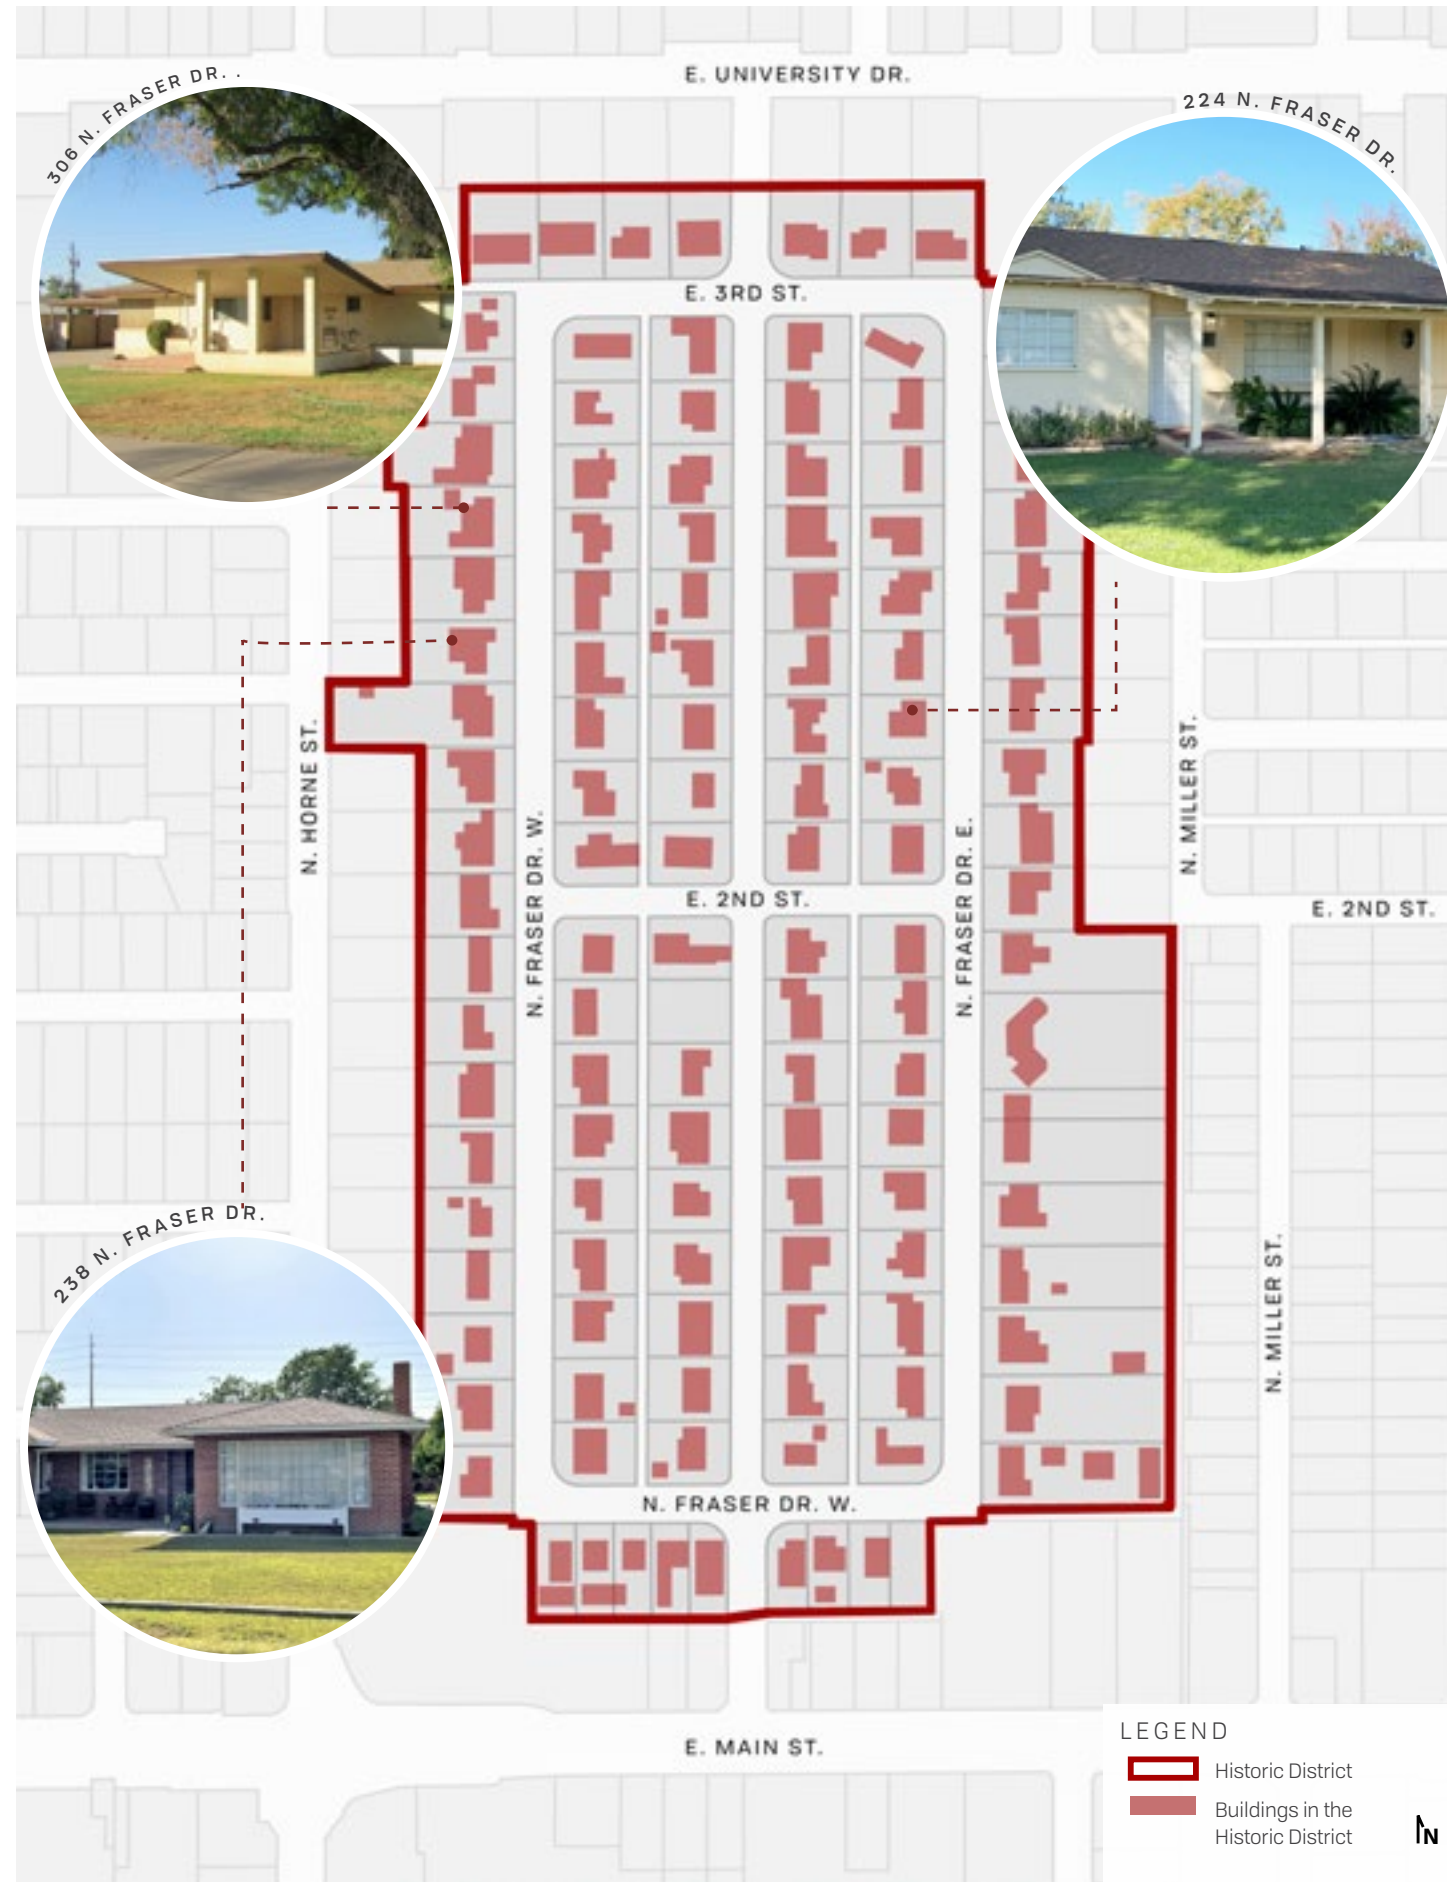 E. UNIVERSITY DR.
306 N. FRASER DR. .
224 N. FRASER DR.
E. 3RD ST.
N. HORNE ST.
N. FRASER DR. W.
N. FRASER DR. E.
N. MILLER ST.
E. 2ND ST.
E. 2ND ST.
238 N. FRASER DR.
N. MILLER ST.
N. FRASER DR. W.
E. MAIN ST.
LEGEND
Historic District
Buildings in the
Historic District
N